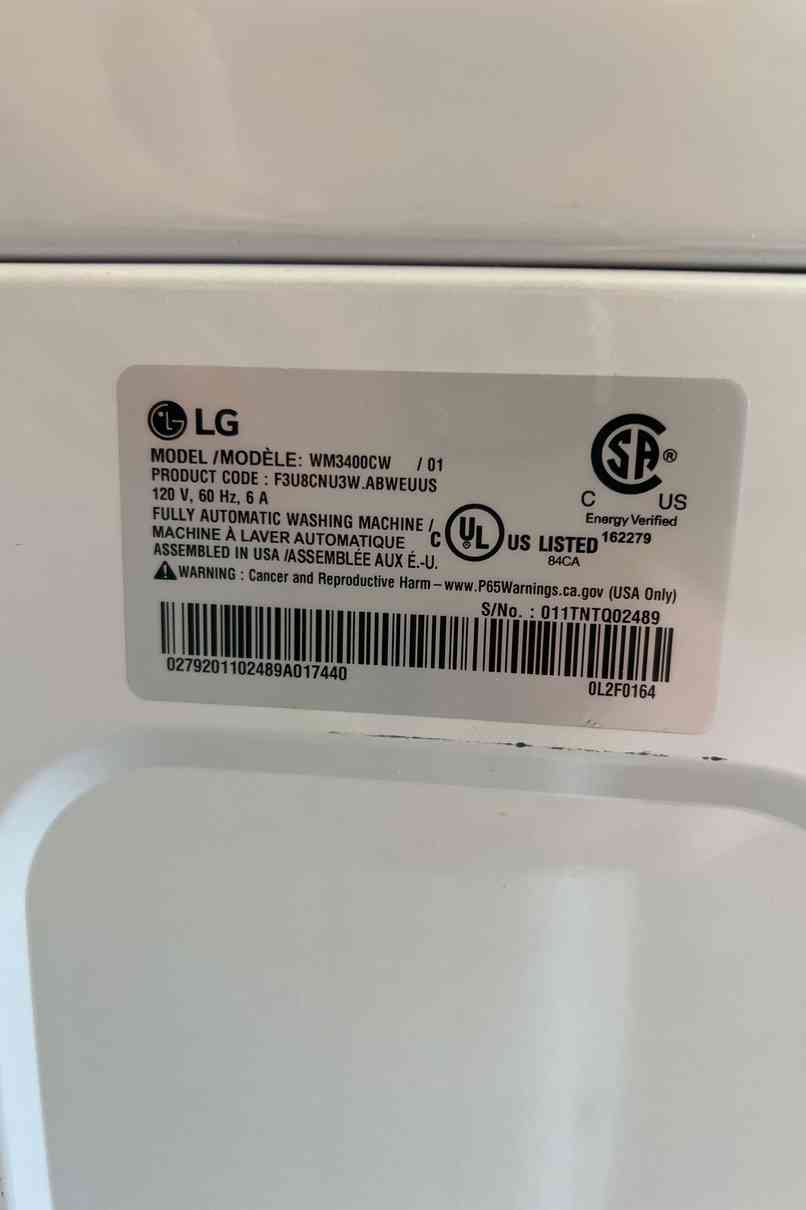 LG
MODEL / MODÈLE: WM3400CW / 01
PRODUCT CODE : F3U8CNU3W.ABWEUUS
120 V, 60 Hz, 6 A
FULLY AUTOMATIC WASHING MACHINE /
MACHINE À LAVER AUTOMATIQUE
ASSEMBLED IN USA /ASSEMBLÉE AUX É.-U.
C UL® US LISTED
84CA
SA®
C US
Energy Verified
162279
WARNING : Cancer and Reproductive Harm – www.P65Warnings.ca.gov (USA Only)
S/No. : 011TNTQ02489
0279201102489A017440
0L2F0164